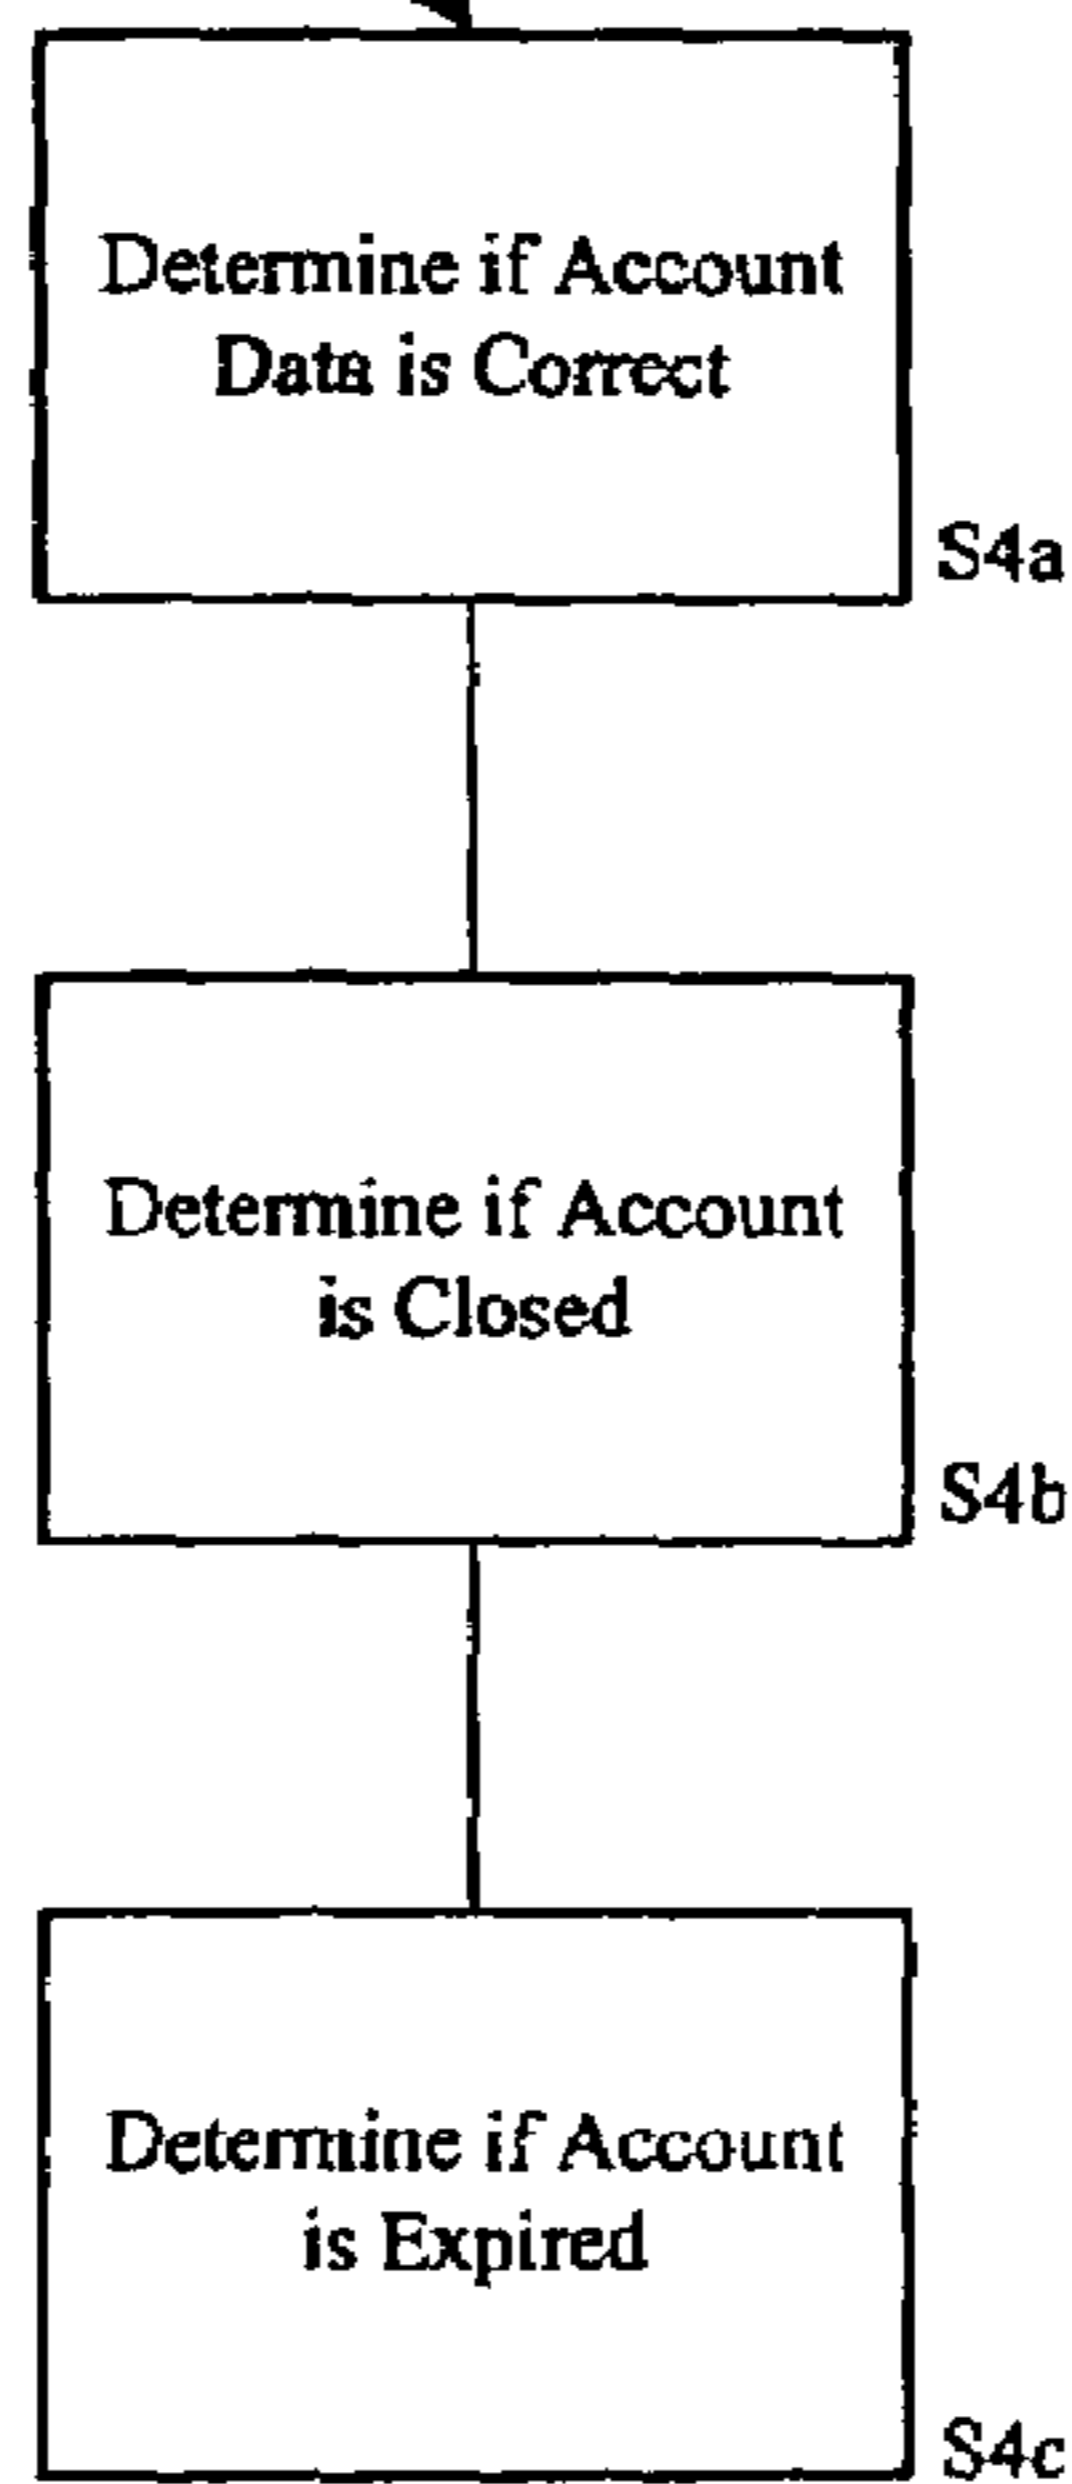 Determine if Account
Data is Correct
S4a
Determine if Account
is Closed
S4b
Determine if Account
is Expired
S4c